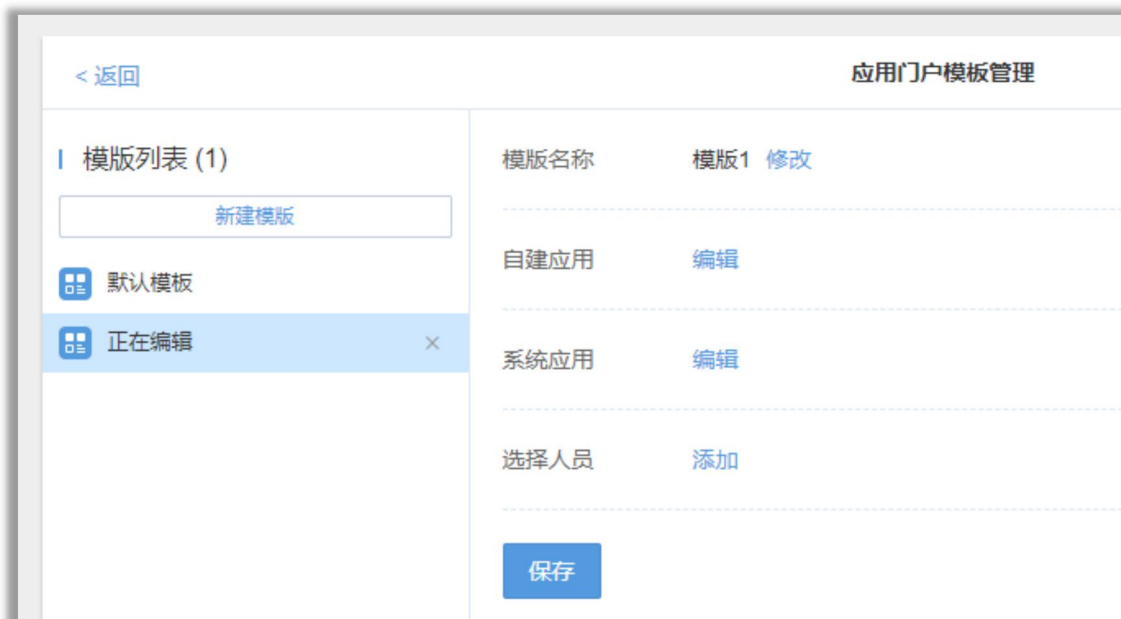 < 返回
应用门户模板管理
模版列表 (1)
新建模版
默认模板
正在编辑 ×
模版名称 模版1 修改
自建应用 编辑
系统应用 编辑
选择人员 添加
保存